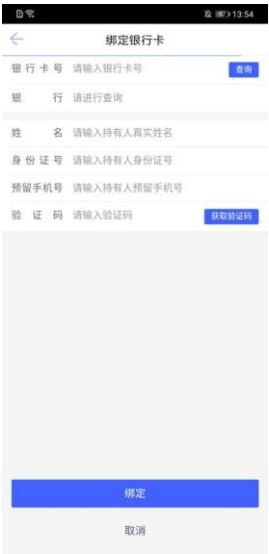 13:54
绑定银行卡
银行卡号 请输入银行卡号 查询
银行 请进行查询
姓名 请输入持有人真实姓名
身份证号 请输入持有人身份证号
预留手机号 请输入持有人预留手机号
验证码 请输入验证码 获取验证码
绑定
取消